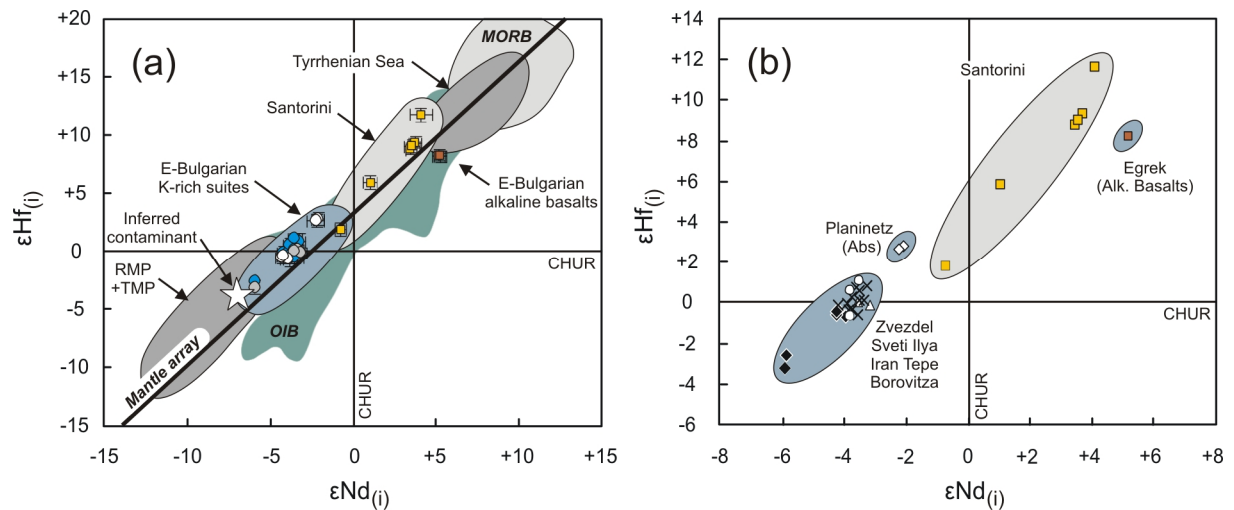 (a)
MORB
Tyrrhenian Sea
Santorini
E-Bulgarian
K-rich suites
E-Bulgarian
alkaline basalts
Inferred
contaminant
CHUR
RMP
+TMP
OIB
Mantle array
CHUR
+20
+15
+10
+5
0
-5
-10
-15
εHf(i)
-15
-10
-5
0
+5
+10
+15
εNd(i)
(b)
Santorini
Egrek
(Alk. Basalts)
Planinetz
(Abs)
CHUR
Zvezdel
Sveti Ilya
Iran Tepe
Borovitza
CHUR
+14
+12
+10
+8
+6
+4
+2
0
-2
-4
-6
εHf(i)
-8
-6
-4
-2
0
+2
+4
+6
+8
εNd(i)